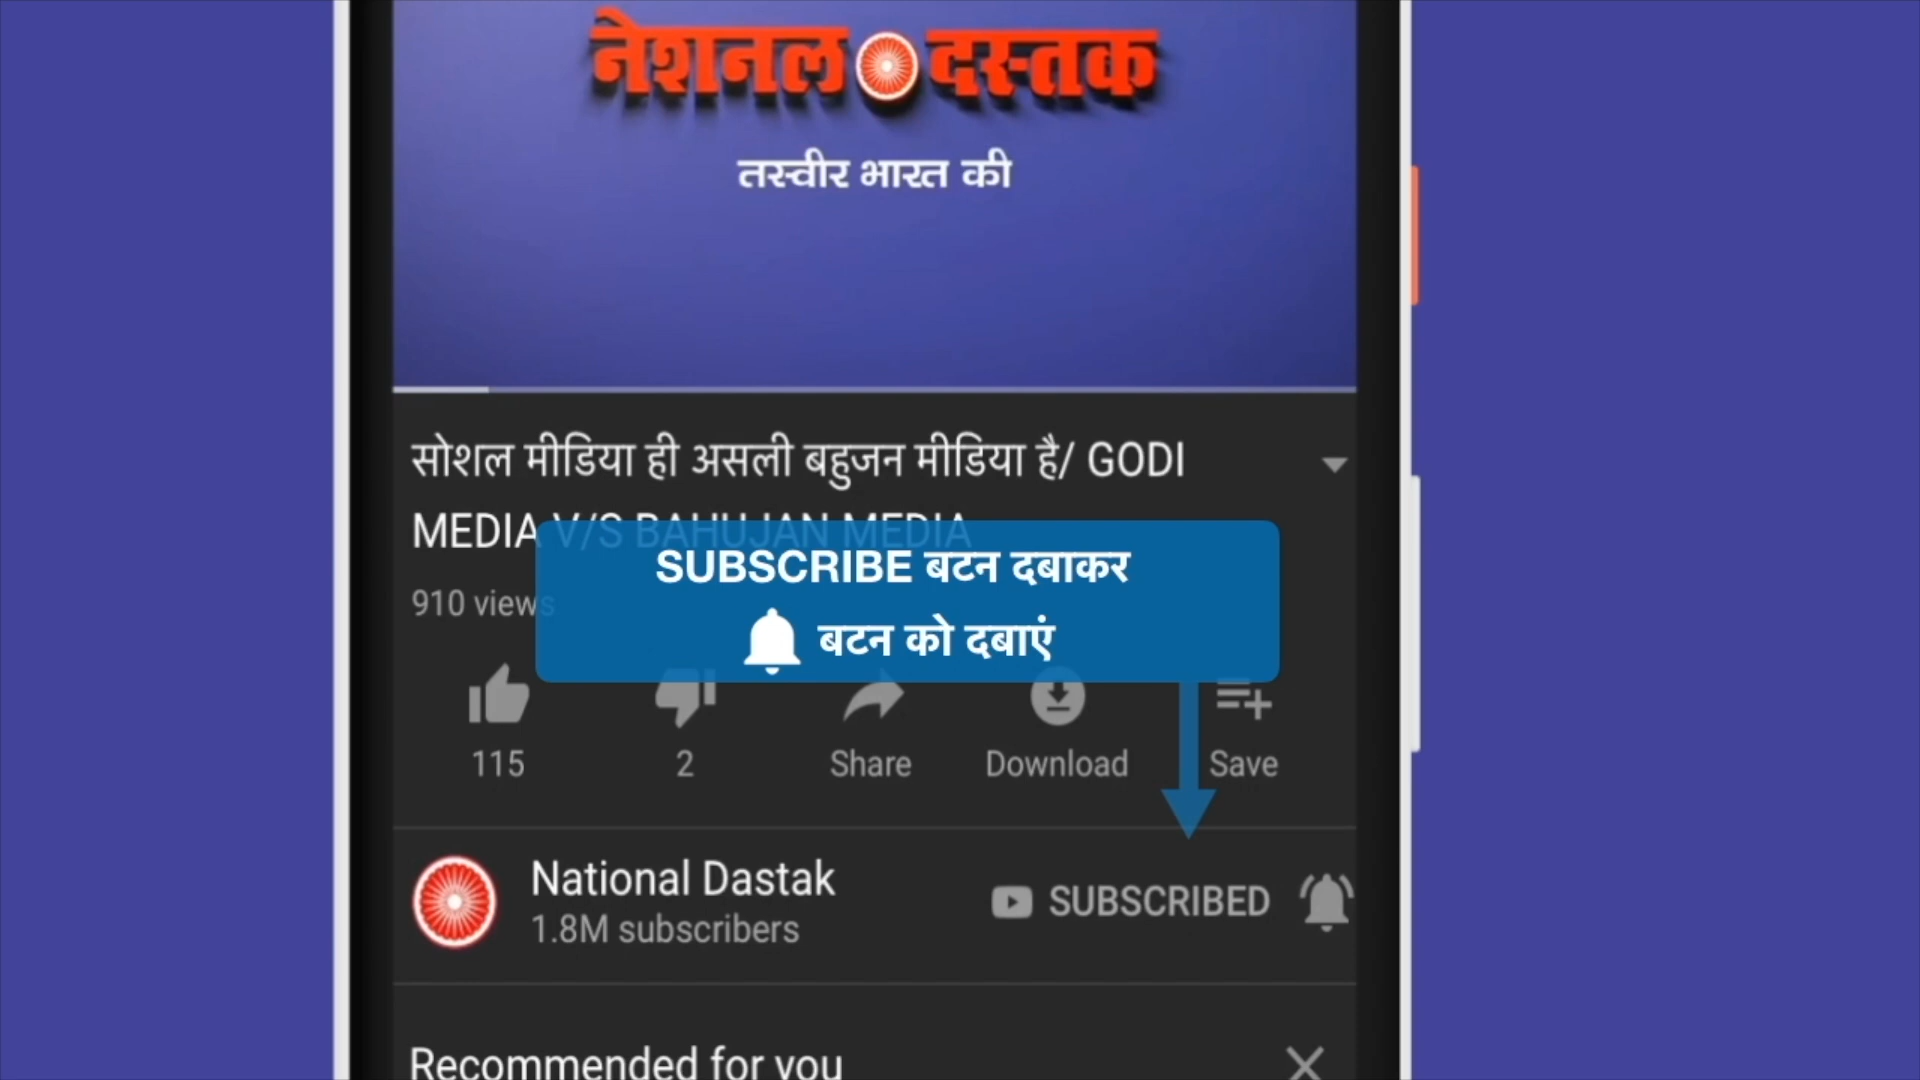 नेशनल दस्तक
तस्वीर भारत की
सोशल मीडिया ही असली बहुजन मीडिया है/ GODI
MEDIA V/S BAHUJAN MEDIA
SUBSCRIBE बटन दबाकर
बटन को दबाएं
910 views
115
2
Share
Download
Save
National Dastak
1.8M subscribers
SUBSCRIBED
Recommended for you